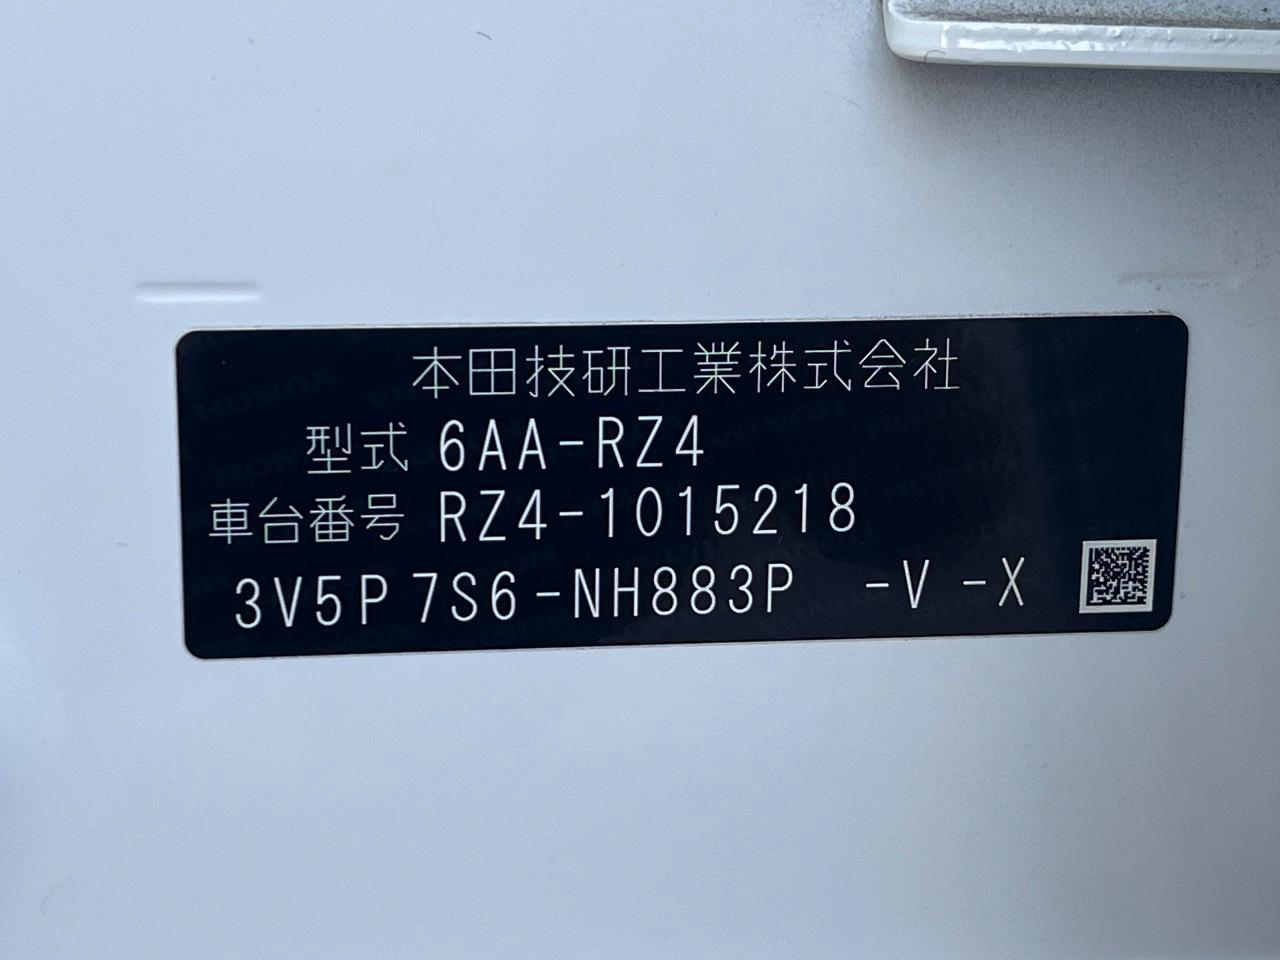 本田技研工業株式会社
型式 6AA-RZ4
車台番号 RZ4-1015218
3V5P 7S6-NH883P -V -X